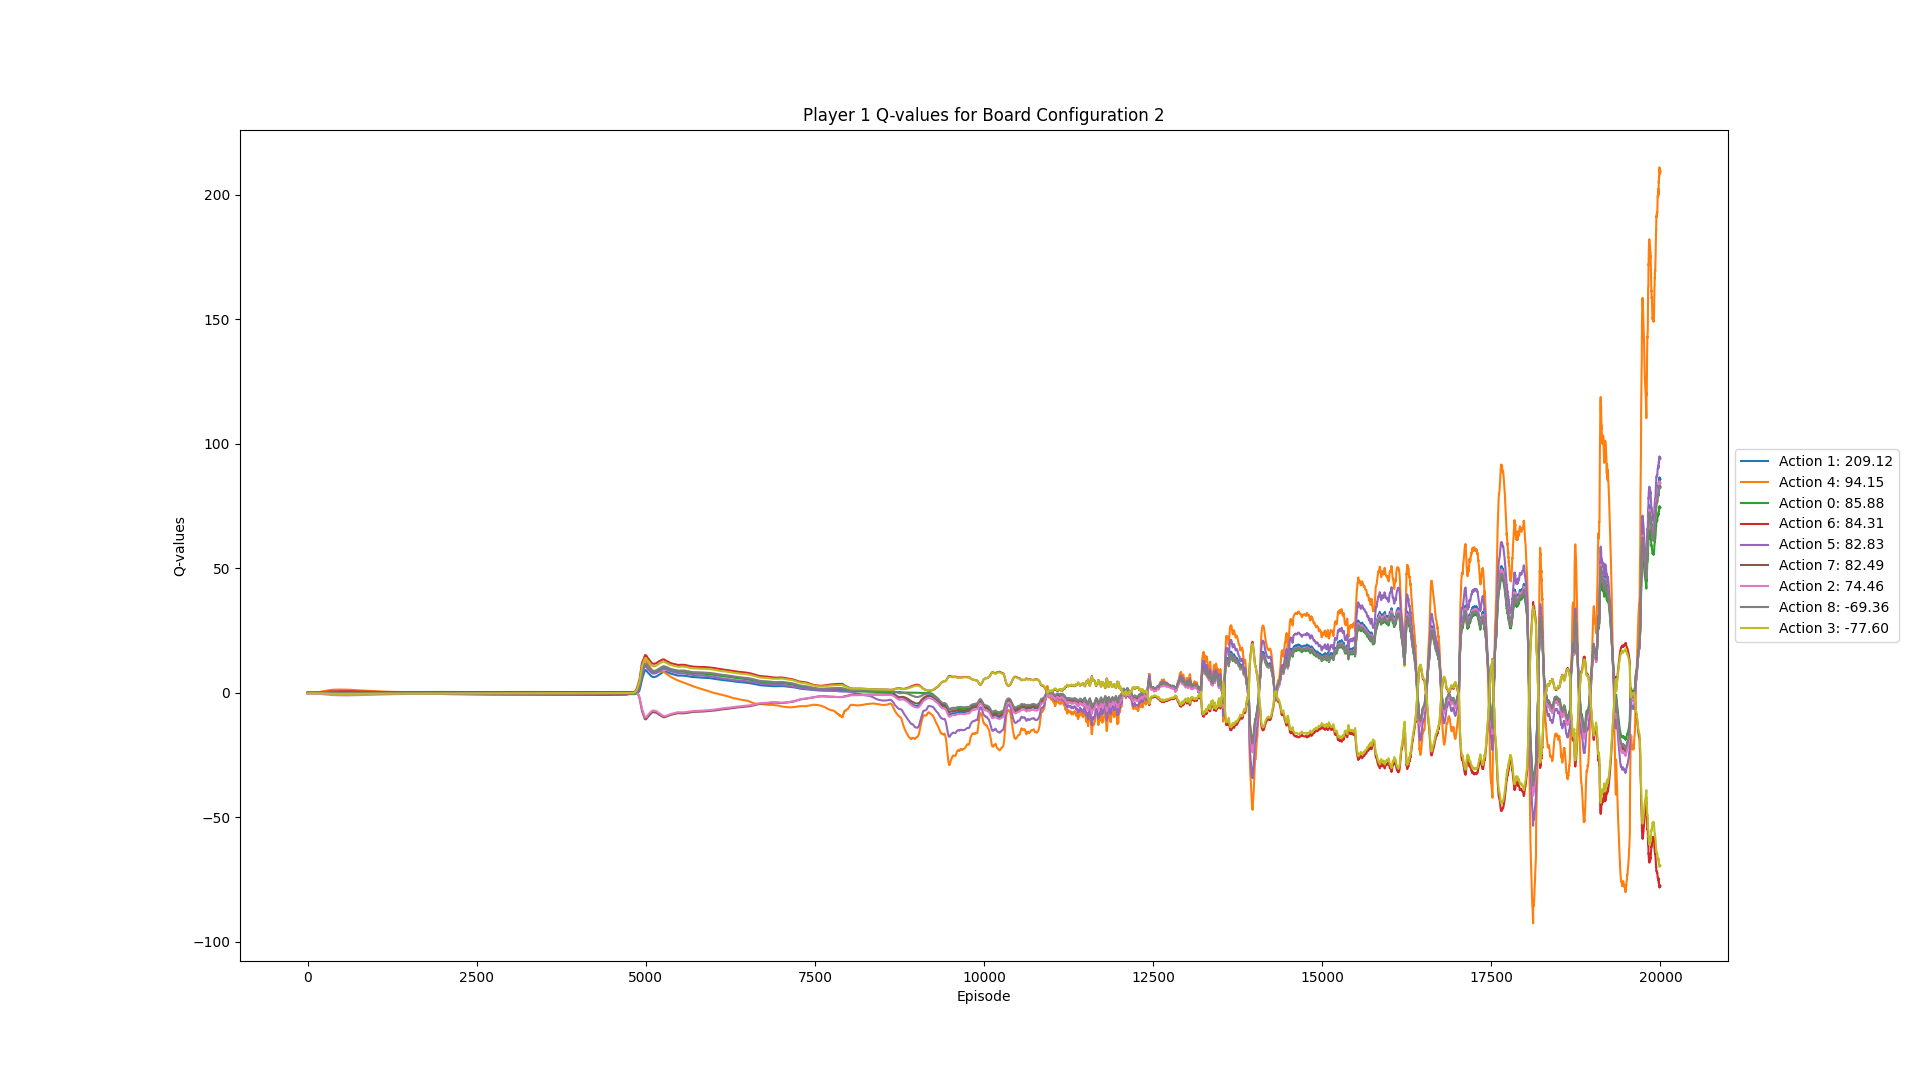 Player 1 Q-values for Board Configuration 2
200
150
100
50
0
−50
−100
Q-values
0
2500
5000
7500
10000
12500
15000
17500
20000
Episode
Action 1: 209.12
Action 4: 94.15
Action 0: 85.88
Action 6: 84.31
Action 5: 82.83
Action 7: 82.49
Action 2: 74.46
Action 8: -69.36
Action 3: -77.60